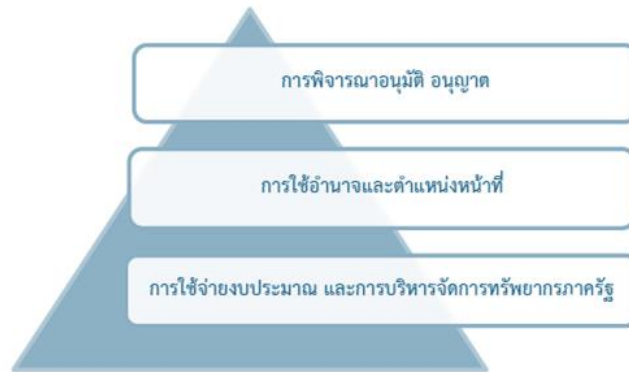 การพิจารณาอนุมัติ อนุญาต
การใช้อำนาจและตำแหน่งหน้าที่
การใช้จ่ายงบประมาณ และการบริหารจัดการทรัพยากรภาครัฐ